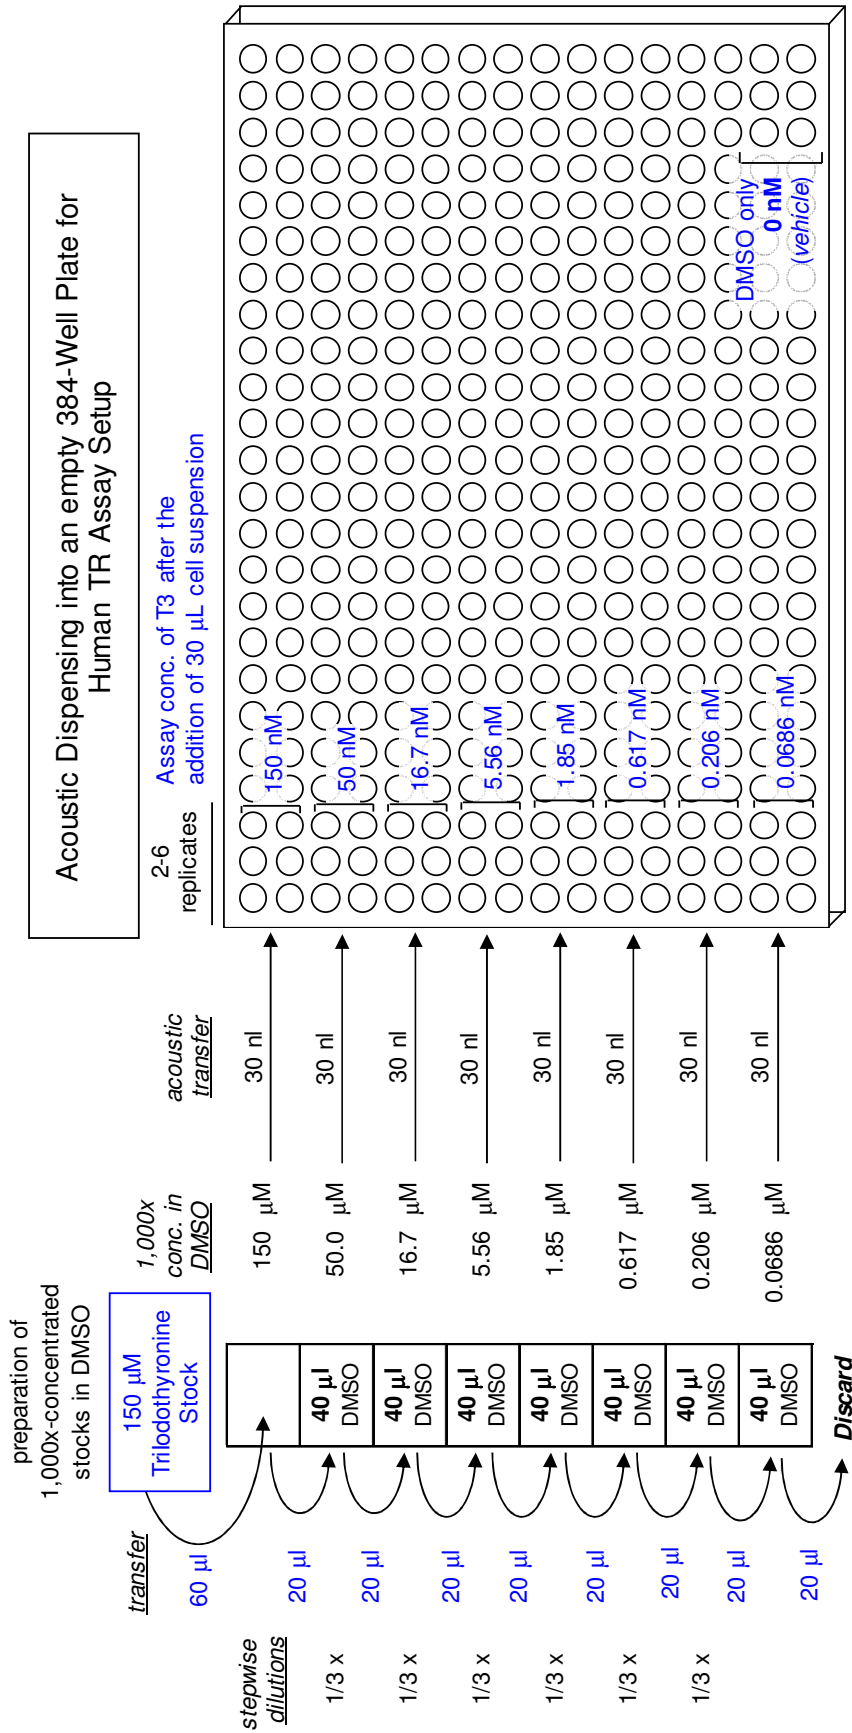 Acoustic Dispensing into an empty 384-Well Plate for
Human TR Assay Setup
preparation of
1,000x-concentrated
stocks in DMSO
150 μM
Trilodothyronine
Stock
transfer
60 μl
stepwise
dilutions
1,000x
conc. in
DMSO
acoustic
transfer
2-6
replicates
Assay conc. of T3 after the
addition of 30 μL cell suspension
20 μl
150 μM
30 nl
150 nM
1/3 x
20 μl
40 μl
DMSO
50.0 μM
30 nl
50 nM
1/3 x
20 μl
40 μl
DMSO
16.7 μM
30 nl
16.7 nM
1/3 x
20 μl
40 μl
DMSO
5.56 μM
30 nl
5.56 nM
1/3 x
20 μl
40 μl
DMSO
1.85 μM
30 nl
1.85 nM
1/3 x
20 μl
40 μl
DMSO
0.617 μM
30 nl
0.617 nM
1/3 x
20 μl
40 μl
DMSO
0.206 μM
30 nl
0.206 nM
20 μl
40 μl
DMSO
0.0686 μM
30 nl
0.0686 nM
DMSO only
0 nM
(vehicle)
Discard